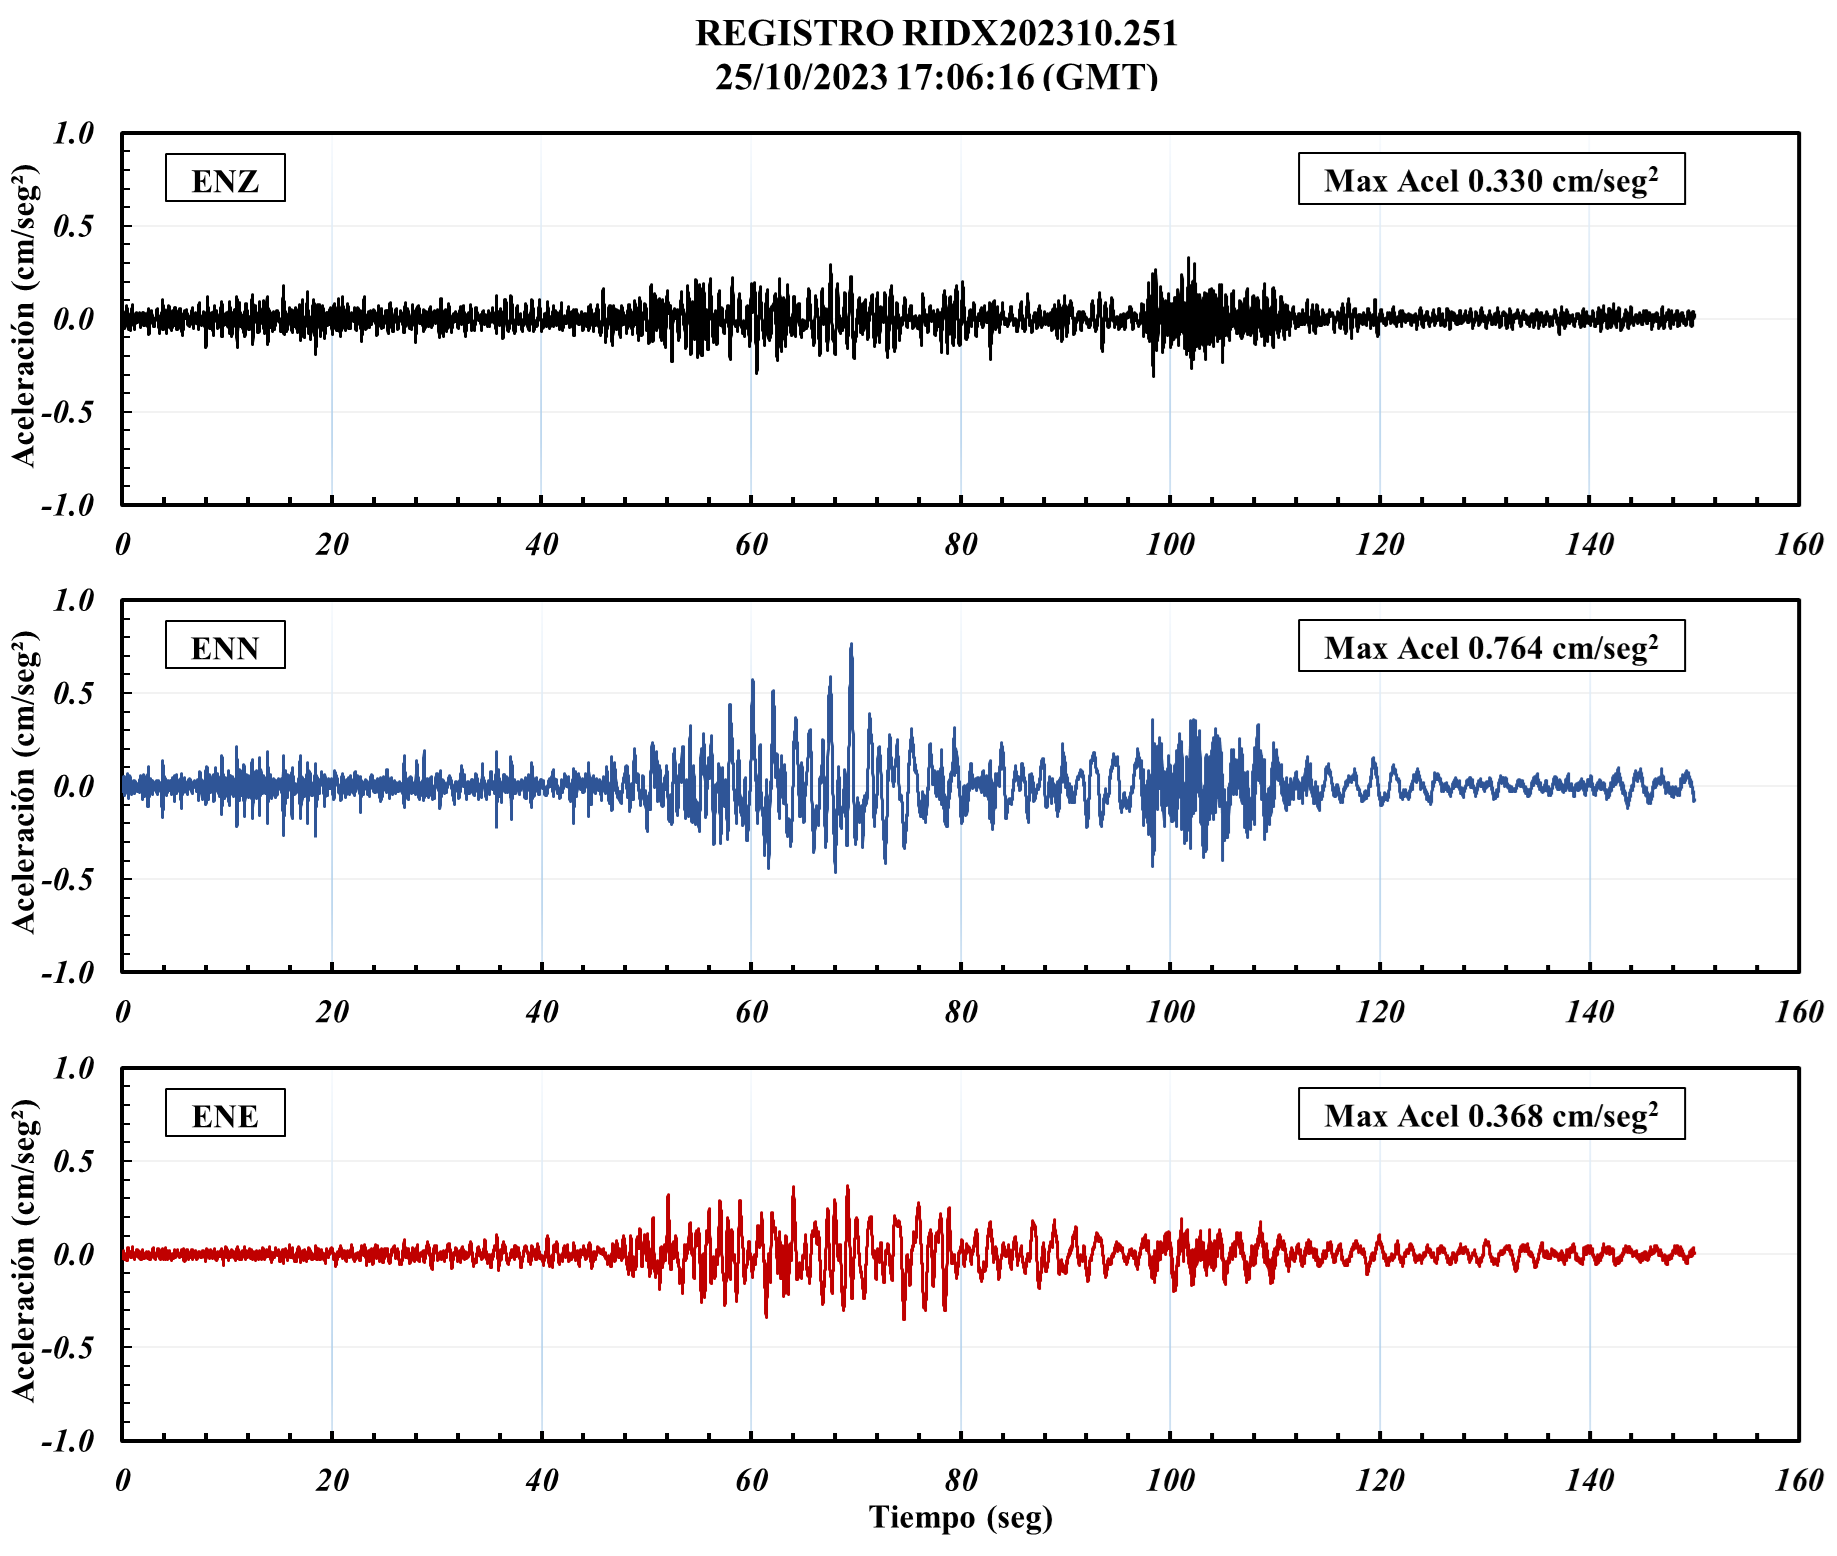 REGISTRO RIDX202310.251
25/10/2023 17:06:16 (GMT)
Aceleración (cm/seg²)
1.0
0.5
0.0
-0.5
-1.0
ENZ
Max Acel 0.330 cm/seg²
0 20 40 60 80 100 120 140 160
Aceleración (cm/seg²)
1.0
0.5
0.0
-0.5
-1.0
ENN
Max Acel 0.764 cm/seg²
0 20 40 60 80 100 120 140 160
Aceleración (cm/seg²)
1.0
0.5
0.0
-0.5
-1.0
ENE
Max Acel 0.368 cm/seg²
0 20 40 60 80 100 120 140 160
Tiempo (seg)